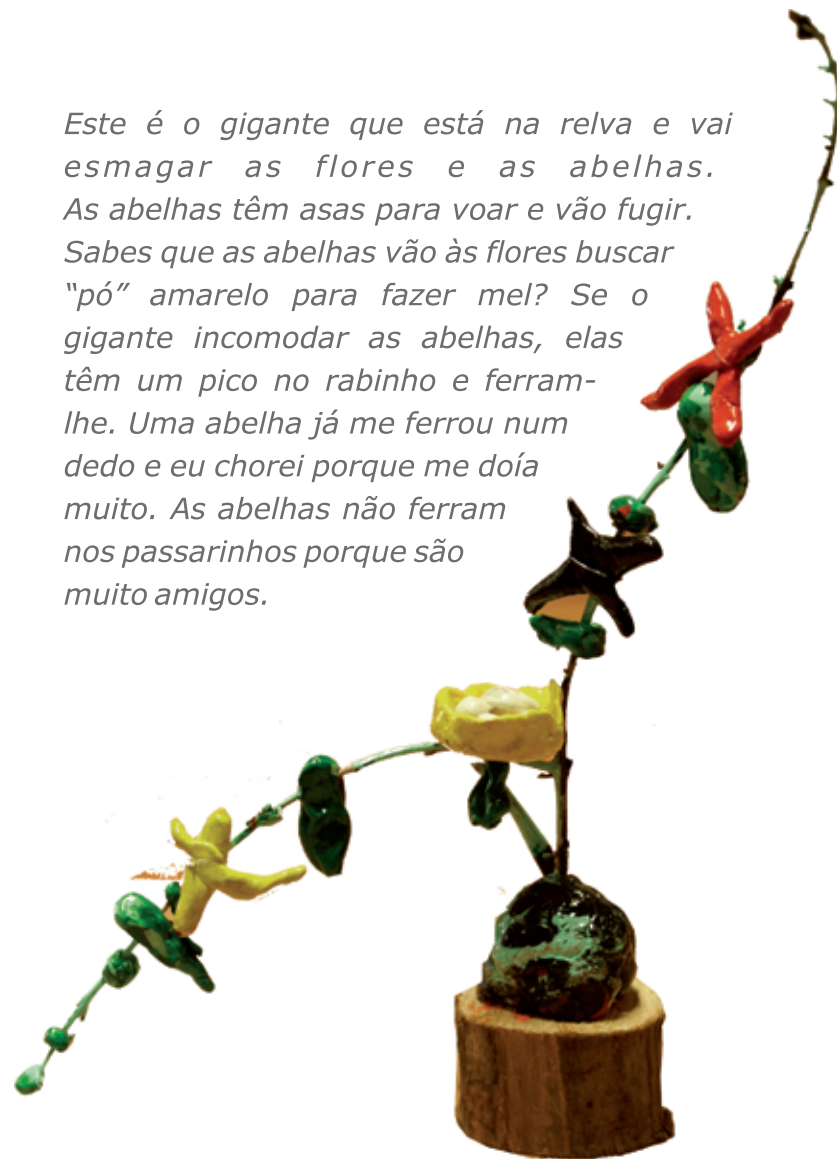 Este é o gigante que está na relva e vai
esmagar as flores e as abelhas.
As abelhas têm asas para voar e vão fugir.
Sabes que as abelhas vão às flores buscar
“pó” amarelo para fazer mel? Se o
gigante incomodar as abelhas, elas
têm um pico no rabinho e ferram-
lhe. Uma abelha já me ferrou num
dedo e eu chorei porque me doía
muito. As abelhas não ferram
nos passarinhos porque são
muito amigos.